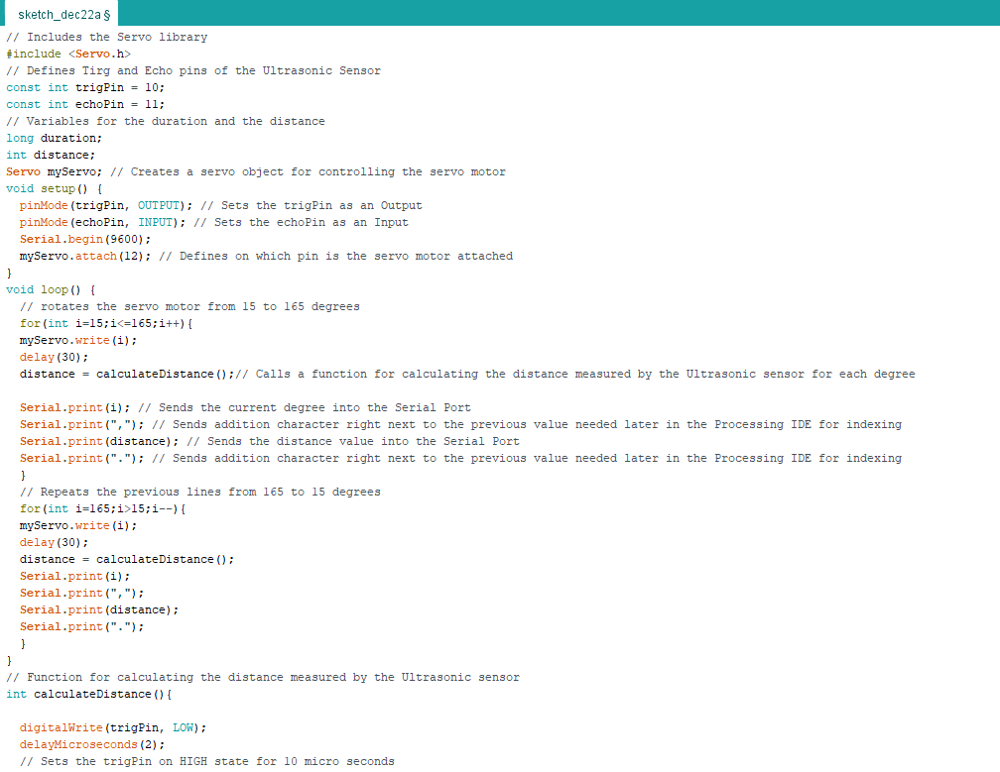 sketch_dec22a §
// Includes the Servo library
#include <Servo.h>
// Defines Tirg and Echo pins of the Ultrasonic Sensor
const int trigPin = 10;
const int echoPin = 11;
// Variables for the duration and the distance
long duration;
int distance;
Servo myServo; // Creates a servo object for controlling the servo motor
void setup() {
  pinMode(trigPin, OUTPUT); // Sets the trigPin as an Output
  pinMode(echoPin, INPUT); // Sets the echoPin as an Input
  Serial.begin(9600);
  myServo.attach(12); // Defines on which pin is the servo motor attached
}
void loop() {
  // rotates the servo motor from 15 to 165 degrees
  for(int i=15;i<=165;i++){
  myServo.write(i);
  delay(30);
  distance = calculateDistance();// Calls a function for calculating the distance measured by the Ultrasonic sensor for each degree
  Serial.print(i); // Sends the current degree into the Serial Port
  Serial.print(","); // Sends addition character right next to the previous value needed later in the Processing IDE for indexing
  Serial.print(distance); // Sends the distance value into the Serial Port
  Serial.print("."); // Sends addition character right next to the previous value needed later in the Processing IDE for indexing
  }
  // Repeats the previous lines from 165 to 15 degrees
  for(int i=165;i>15;i--){
  myServo.write(i);
  delay(30);
  distance = calculateDistance();
  Serial.print(i);
  Serial.print(",");
  Serial.print(distance);
  Serial.print(".");
  }
}
// Function for calculating the distance measured by the Ultrasonic sensor
int calculateDistance(){
  digitalWrite(trigPin, LOW);
  delayMicroseconds(2);
  // Sets the trigPin on HIGH state for 10 micro seconds